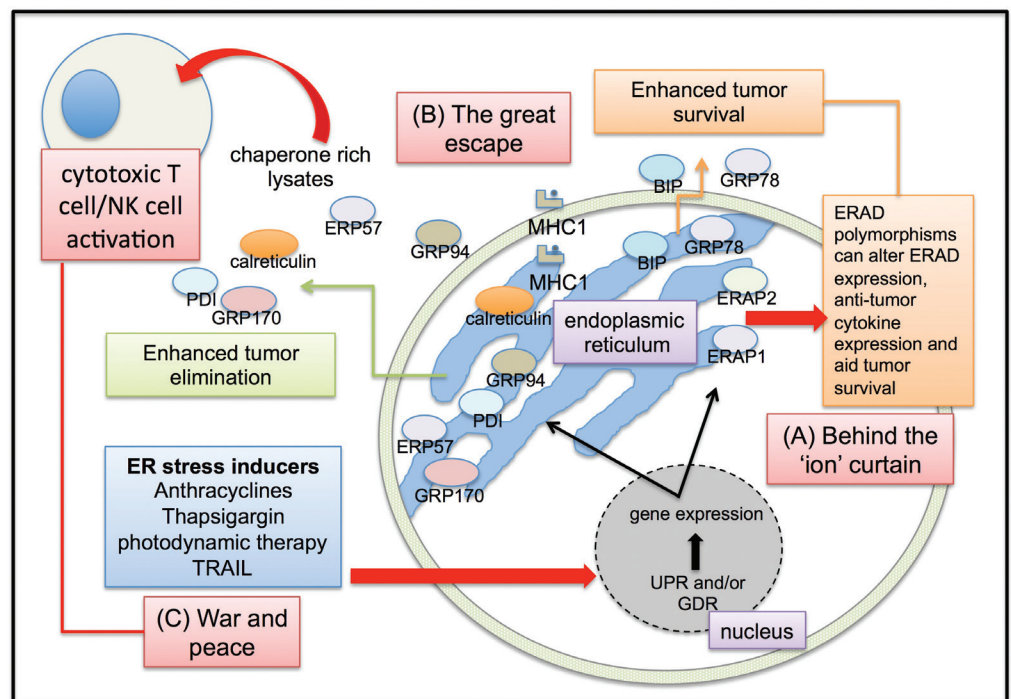 (B) The great
escape
Enhanced tumor
survival
chaperone rich
lysates
cytotoxic T
cell/NK cell
activation
BIP
GRP78
ERP57
GRP94
MHC1
calreticulin
PDI
GRP170
MHC1
BIP
GRP78
ERAP2
ERAP1
calreticulin
endoplasmic
reticulum
GRP94
PDI
ERP57
GRP170
ERAD
polymorphisms
can alter ERAD
expression,
anti-tumor
cytokine
expression and
aid tumor
survival
Enhanced tumor
elimination
(A) Behind the
‘ion’ curtain
ER stress inducers
Anthracyclines
Thapsigargin
photodynamic therapy
TRAIL
gene expression
UPR and/or
GDR
nucleus
(C) War and
peace